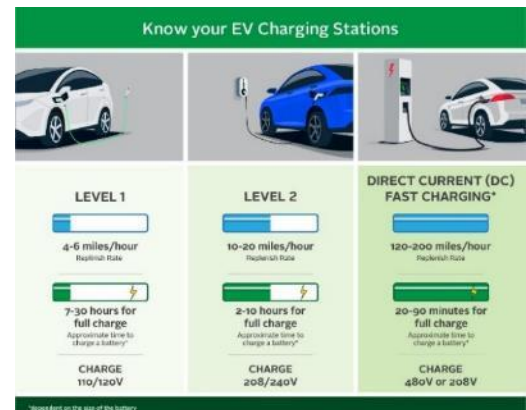 Know your EV Charging Stations
LEVEL 1
4-6 miles/hour
Replenish Rate
7-30 hours for
full charge
Approximate time to
charge a battery*
CHARGE
110/120V
LEVEL 2
10-20 miles/hour
Replenish Rate
2-10 hours for
full charge
Approximate time to
charge a battery*
CHARGE
208/240V
DIRECT CURRENT (DC)
FAST CHARGING*
120-200 miles/hour
Replenish Rate
20-90 minutes for
full charge
Approximate time to
charge a battery*
CHARGE
480V or 208V
*dependent on the size of the battery